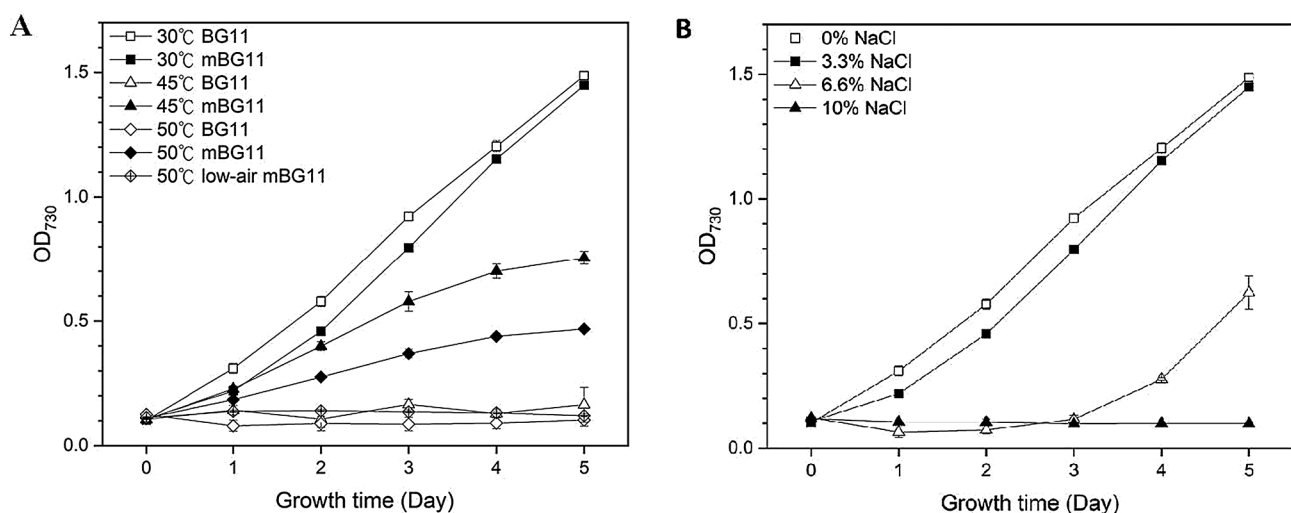 A
30℃ BG11
30℃ mBG11
45℃ BG11
45℃ mBG11
50℃ BG11
50℃ mBG11
50℃ low-air mBG11
1.5
1.0
0.5
0.0
OD730
0 1 2 3 4 5
Growth time (Day)
B
0% NaCl
3.3% NaCl
6.6% NaCl
10% NaCl
1.5
1.0
0.5
0.0
OD730
0 1 2 3 4 5
Growth time (Day)